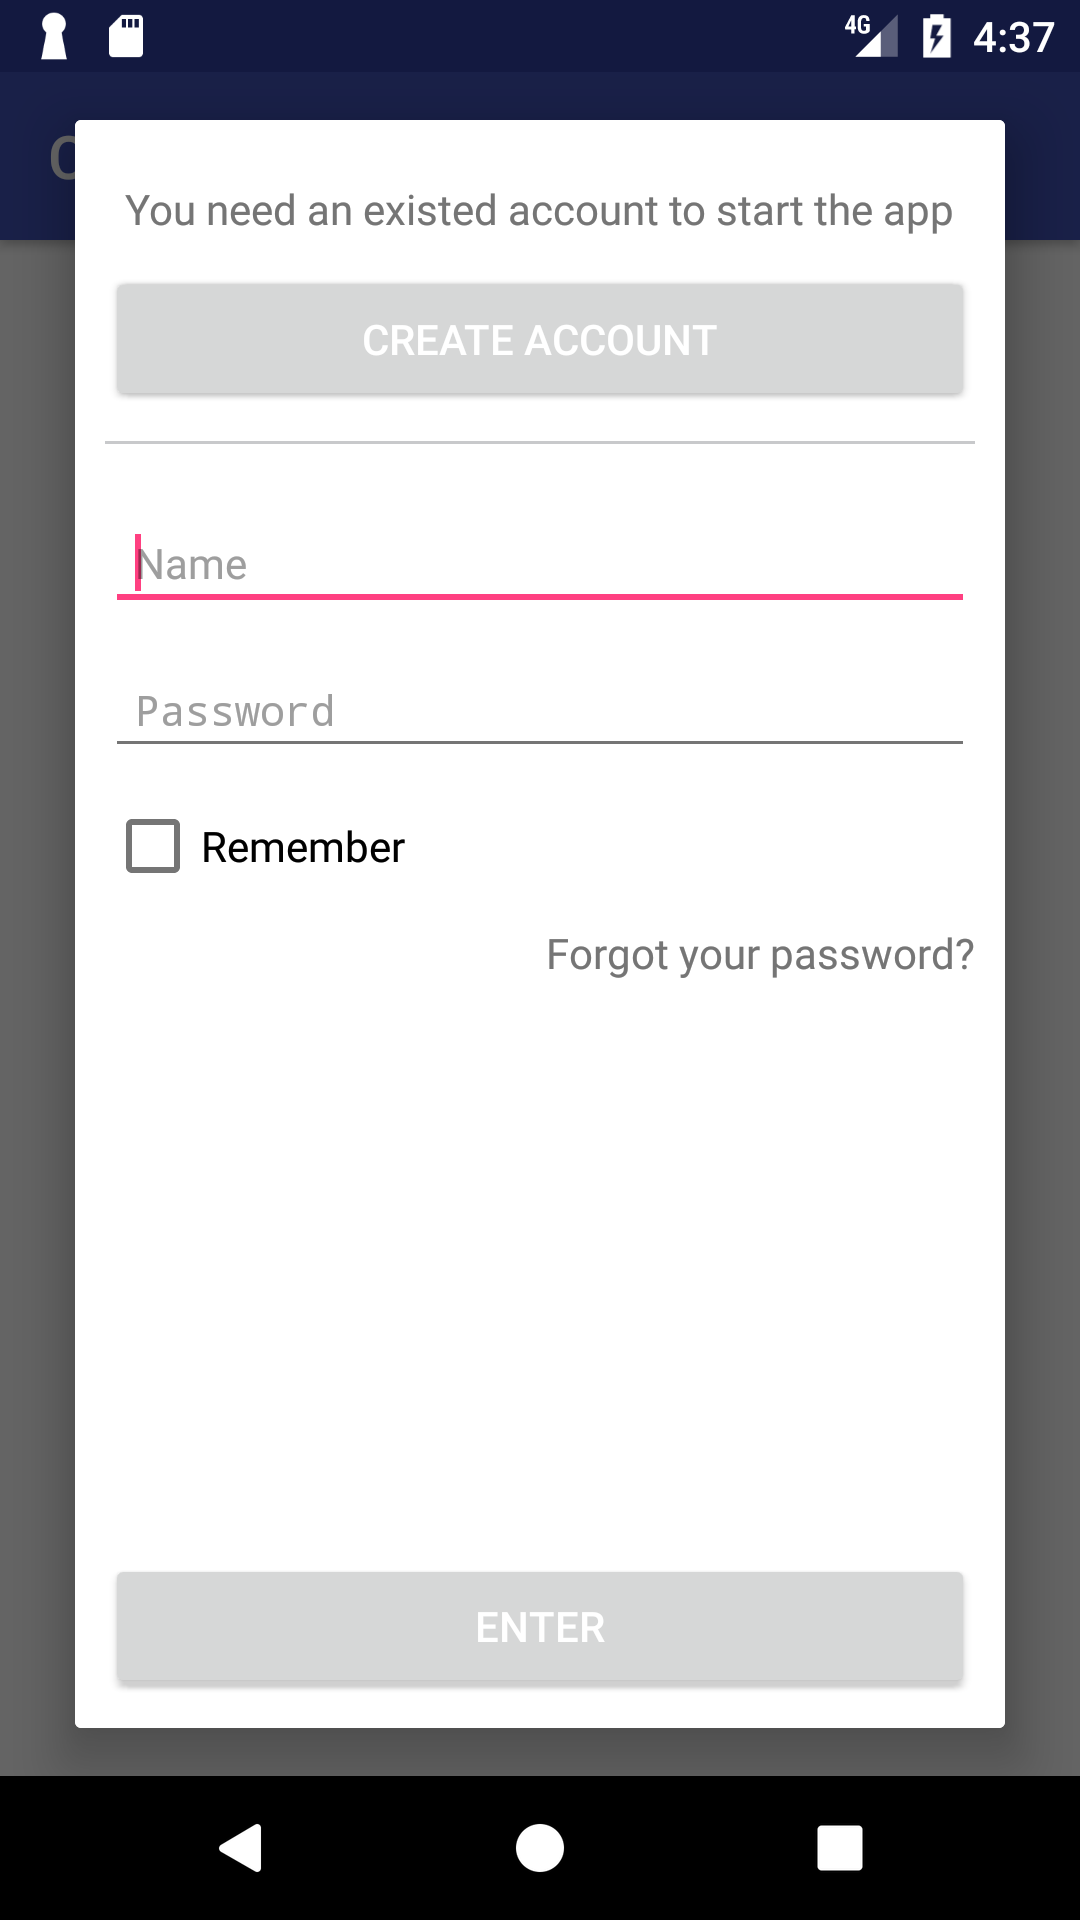 4G 4:37
You need an existed account to start the app
CREATE ACCOUNT
Name
Password
Remember
Forgot your password?
ENTER